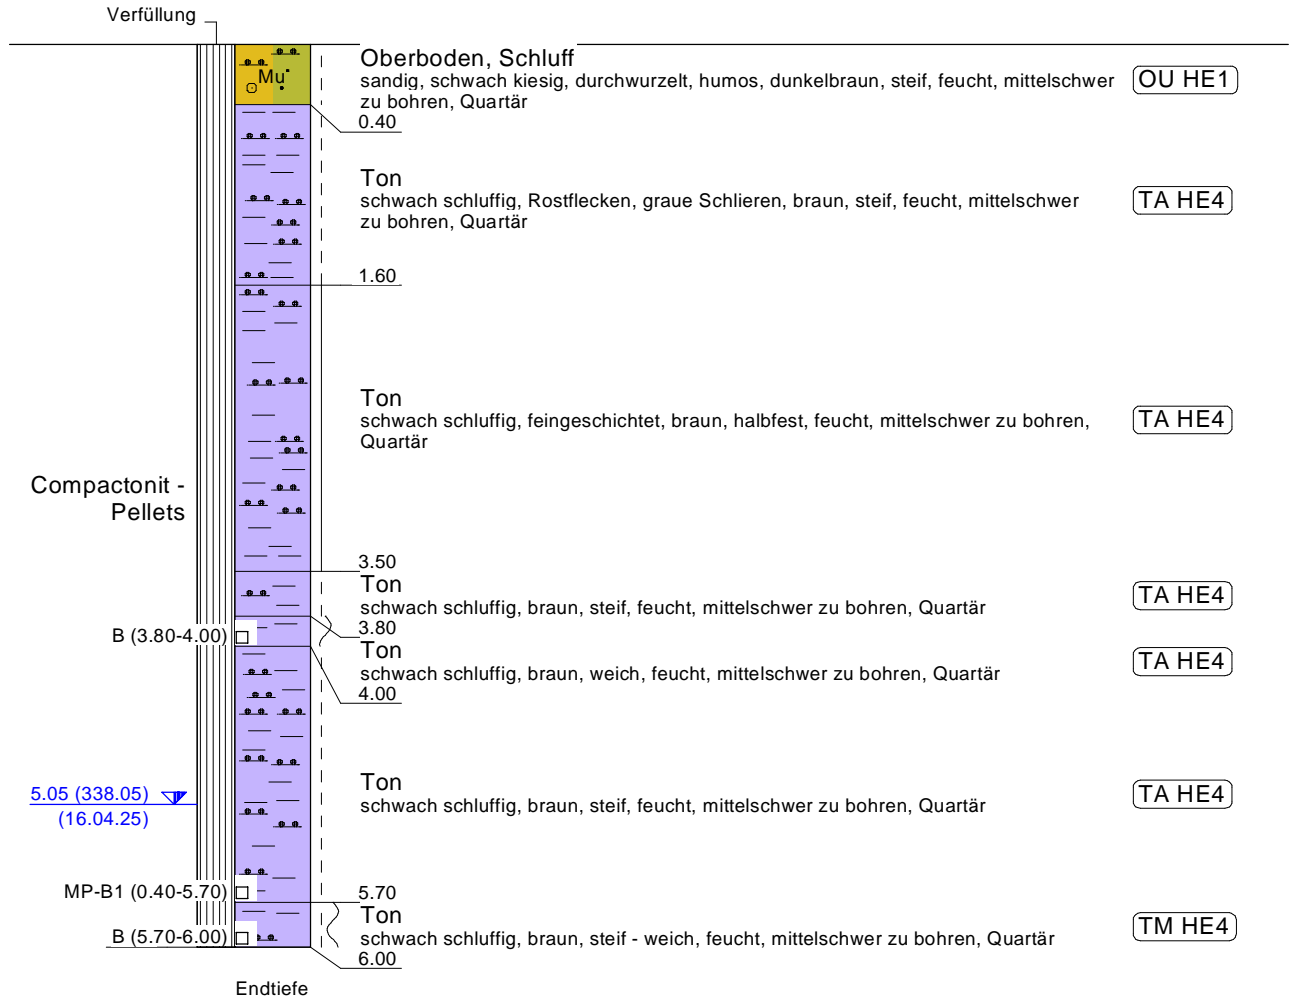 Verfüllung
Oberboden, Schluff
sandig, schwach kiesig, durchwurzelt, humos, dunkelbraun, steif, feucht, mittelschwer
zu bohren, Quartär
OU HE1
Mu
0.40
Ton
schwach schluffig, Rostflecken, graue Schlieren, braun, steif, feucht, mittelschwer
zu bohren, Quartär
TA HE4
1.60
Ton
schwach schluffig, feingeschichtet, braun, halbfest, feucht, mittelschwer zu bohren,
Quartär
TA HE4
Compactonit -
Pellets
3.50
Ton
schwach schluffig, braun, steif, feucht, mittelschwer zu bohren, Quartär
TA HE4
3.80
B (3.80-4.00)
Ton
schwach schluffig, braun, weich, feucht, mittelschwer zu bohren, Quartär
TA HE4
4.00
Ton
schwach schluffig, braun, steif, feucht, mittelschwer zu bohren, Quartär
TA HE4
5.05 (338.05)
(16.04.25)
MP-B1 (0.40-5.70)
5.70
Ton
schwach schluffig, braun, steif - weich, feucht, mittelschwer zu bohren, Quartär
TM HE4
B (5.70-6.00)
6.00
Endtiefe